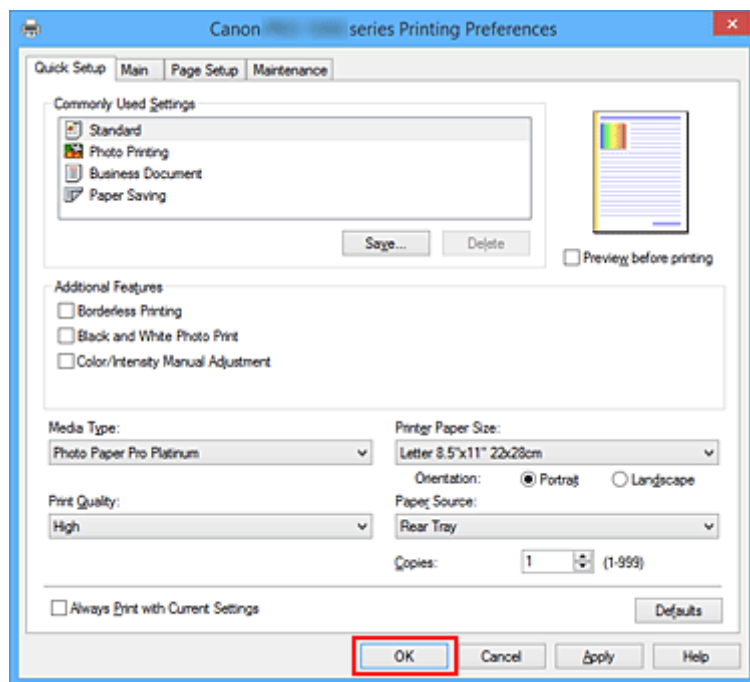 Canon series Printing Preferences
Quick Setup Main Page Setup Maintenance
Commonly Used Settings
Standard
Photo Printing
Business Document
Paper Saving
Save... Delete
Preview before printing
Additional Features
Borderless Printing
Black and White Photo Print
Color/Intensity Manual Adjustment
Media Type: Printer Paper Size:
Photo Paper Pro Platinum Letter 8.5"x11" 22x28cm
Orientation: Portrait Landscape
Print Quality: Paper Source:
High Rear Tray
Copies: 1 (1-999)
Always Print with Current Settings Defaults
OK Cancel Apply Help